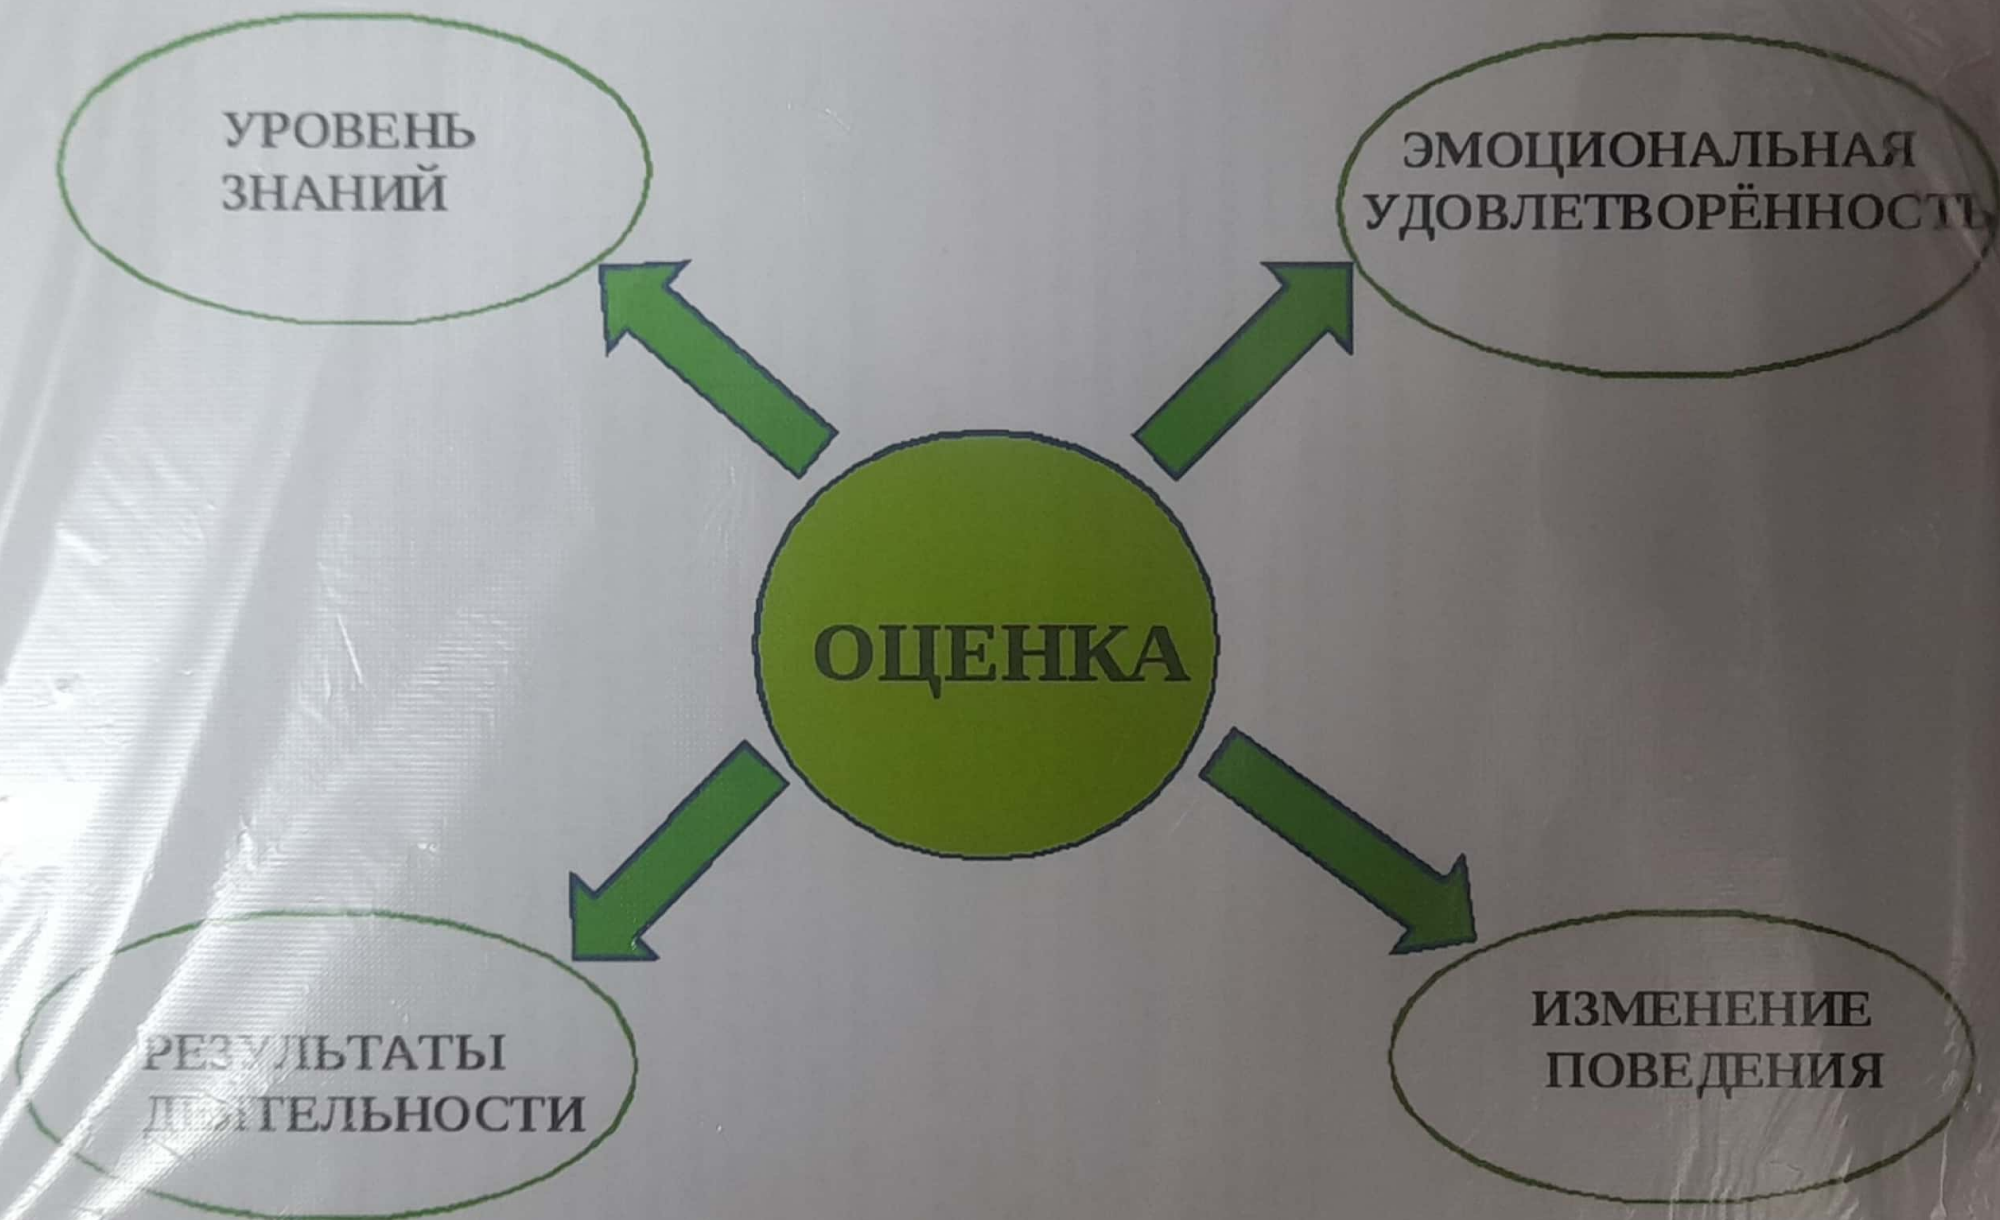 УРОВЕНЬ
ЗНАНИЙ
ЭМОЦИОНАЛЬНАЯ
УДОВЛЕТВОРЁННОСТЬ
ОЦЕНКА
РЕЗУЛЬТАТЫ
ДЕЯТЕЛЬНОСТИ
ИЗМЕНЕНИЕ
ПОВЕДЕНИЯ